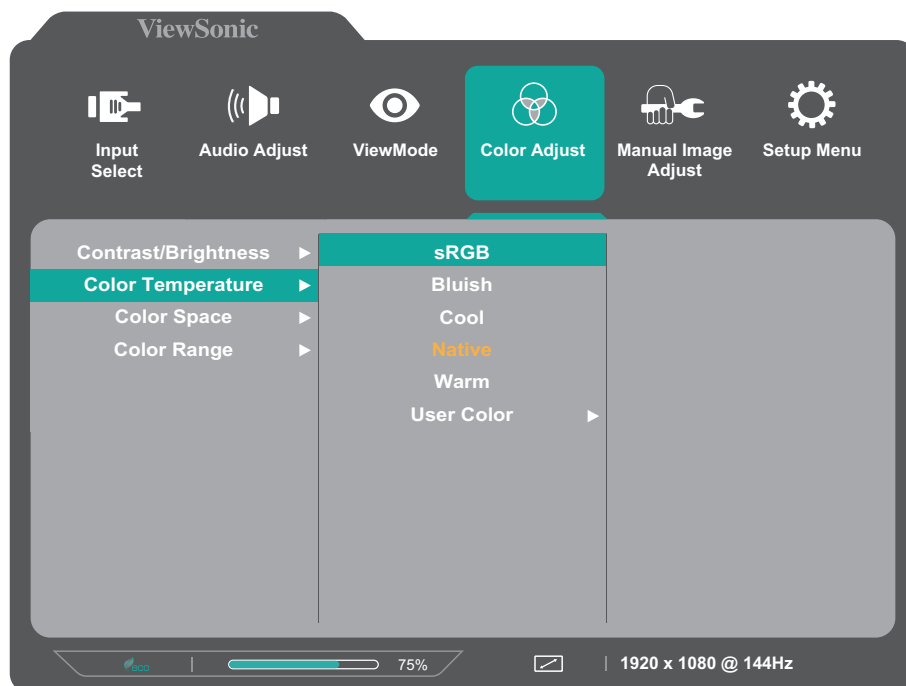 ViewSonic
Input
Select
Audio Adjust
ViewMode
Color Adjust
Manual Image
Adjust
Setup Menu
Contrast/Brightness
Color Temperature
Color Space
Color Range
sRGB
Bluish
Cool
Native
Warm
User Color
eco
75%
1920 x 1080 @ 144Hz